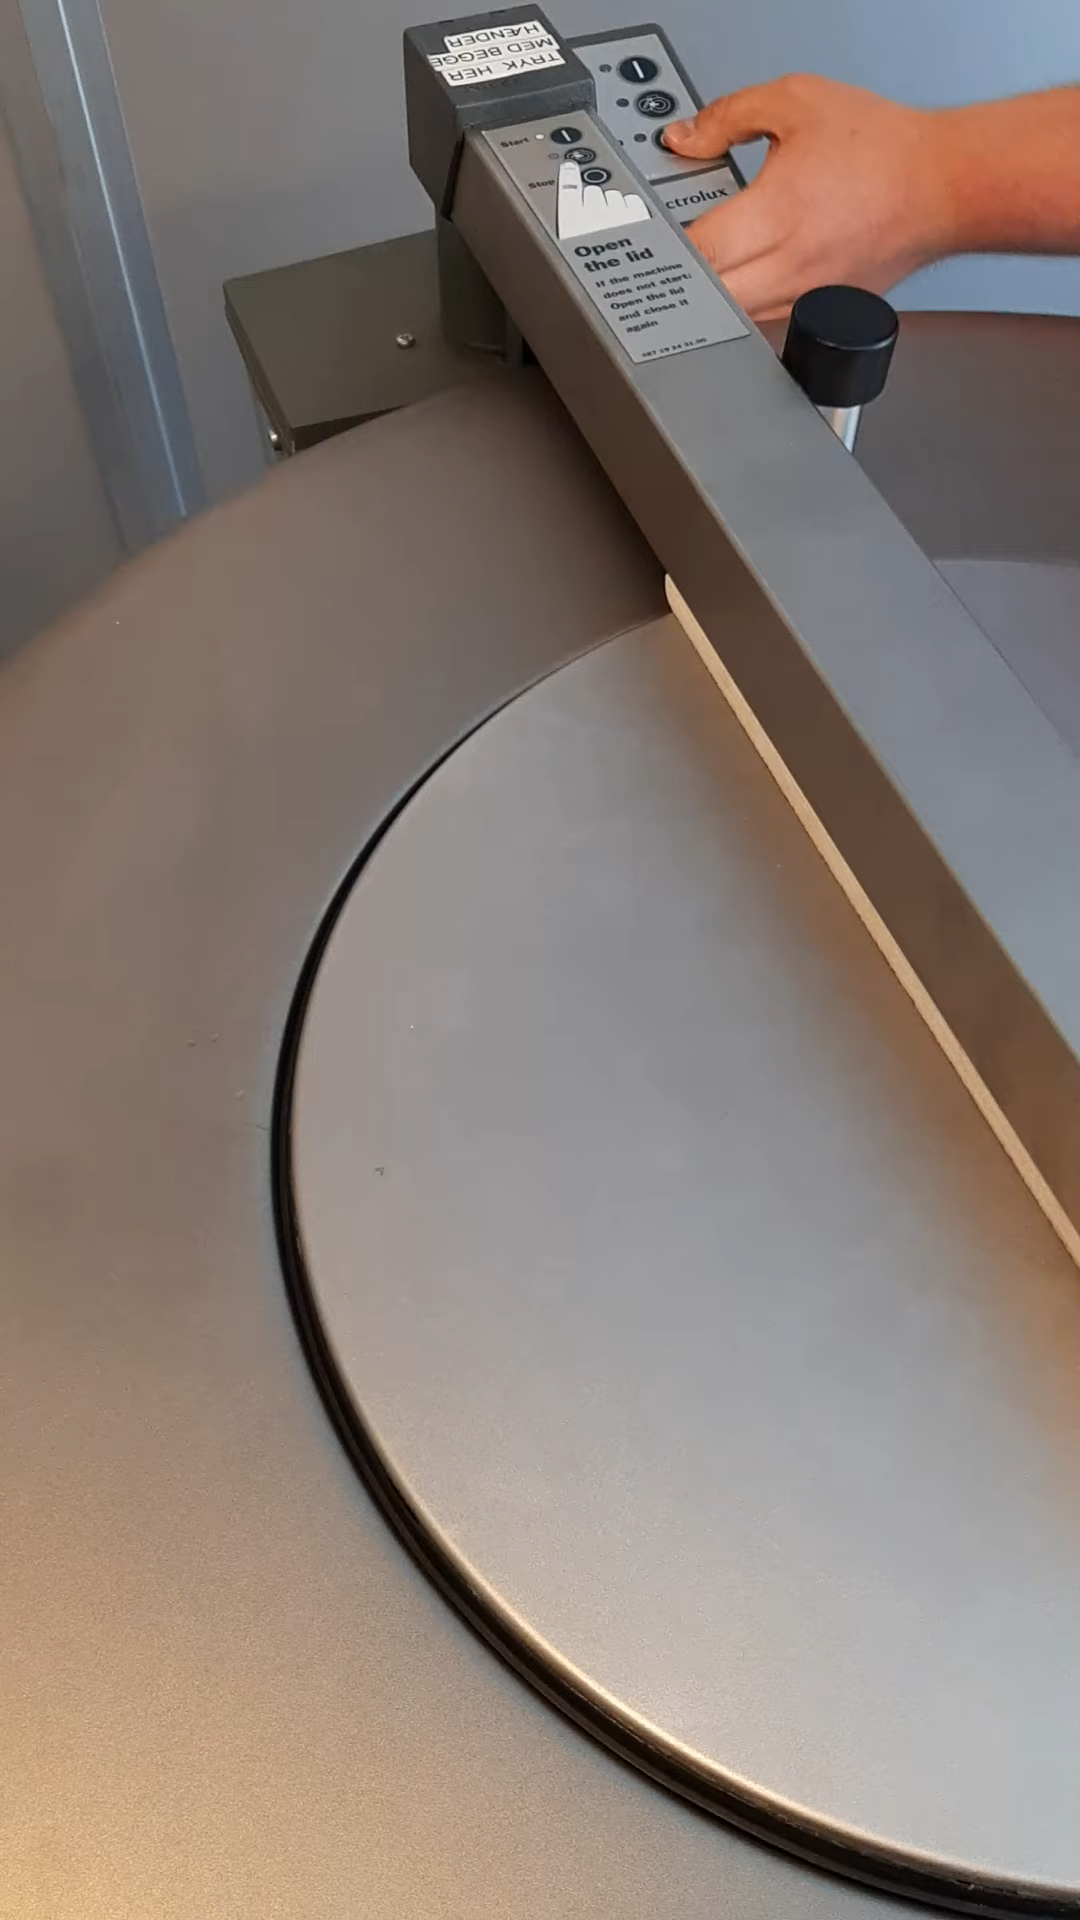 TRYK HER
MED BEGGE
HÆNDER
Start
Stop
ctrolux
Open
the lid
If the machine
does not start:
Open the lid
and close it
again